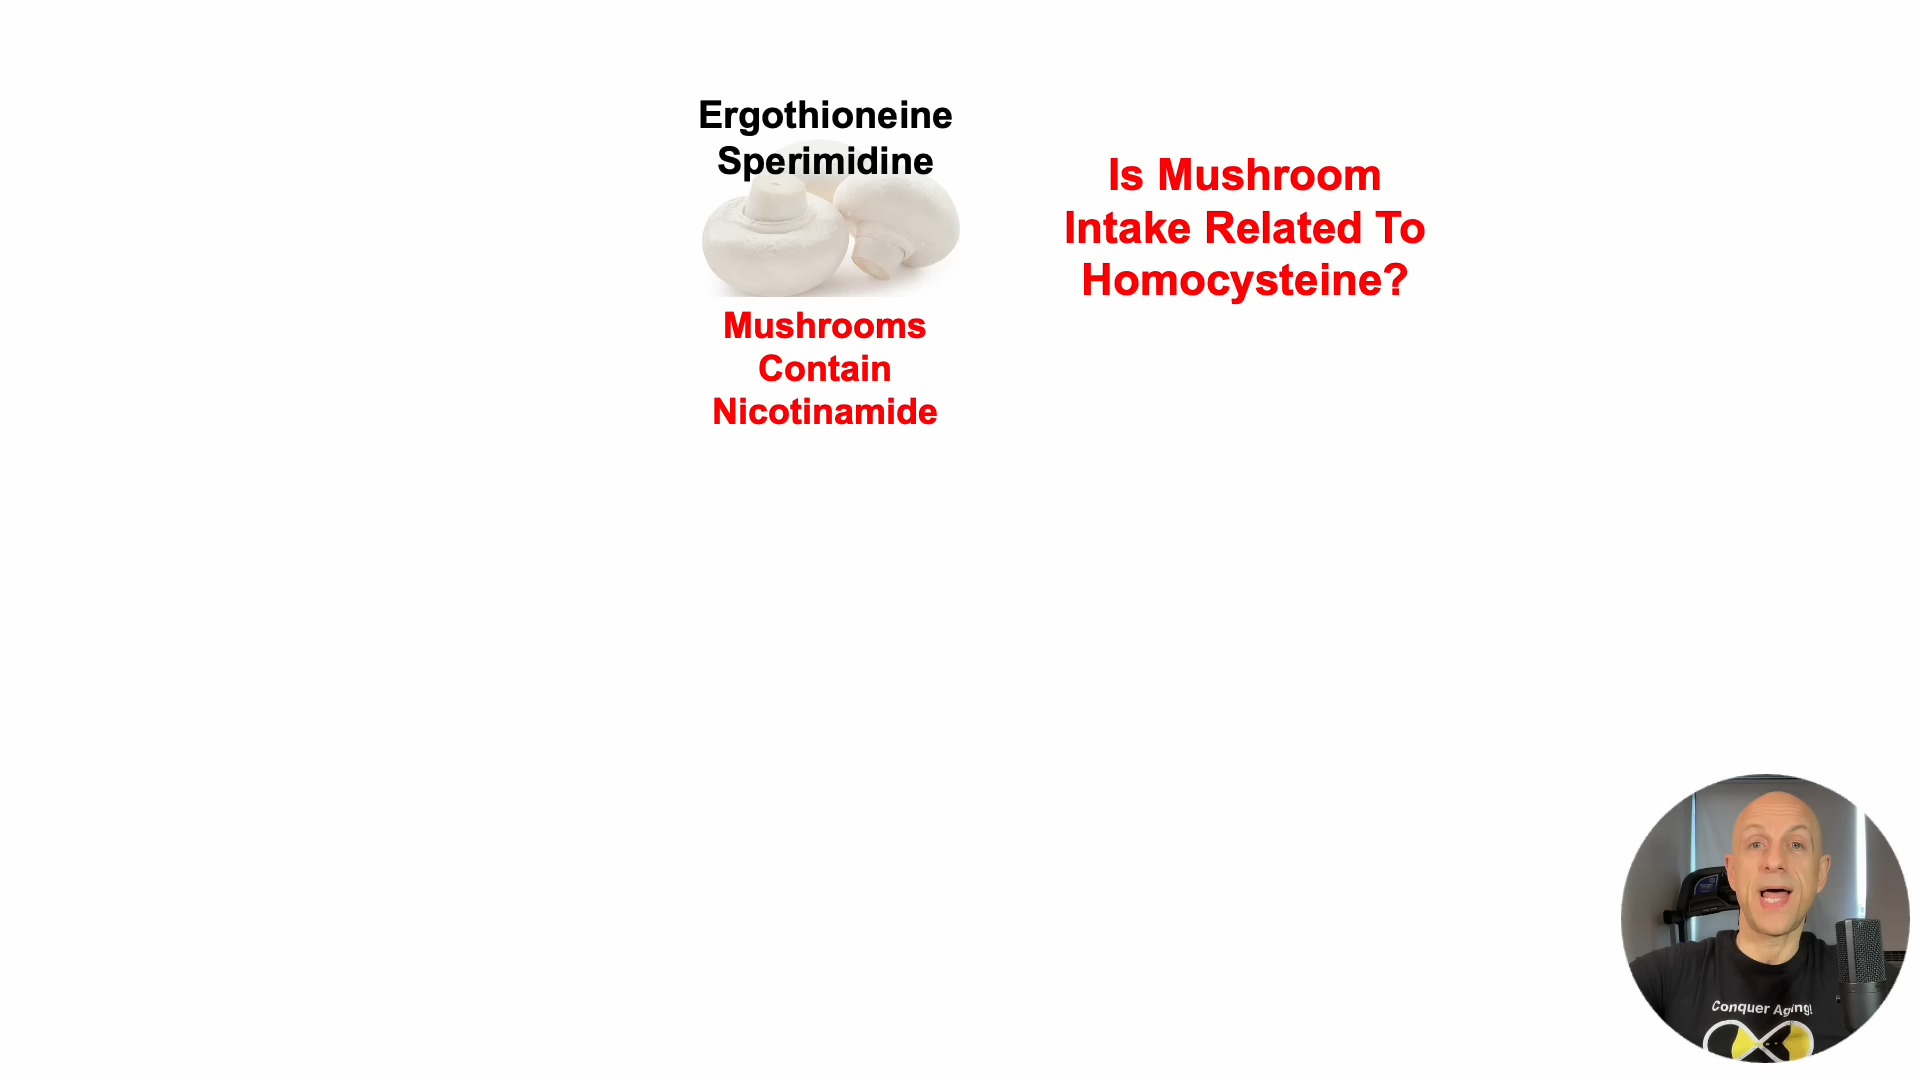 Ergothioneine
Sperimidine
Mushrooms
Contain
Nicotinamide
Is Mushroom
Intake Related To
Homocysteine?
Conquer Aging!